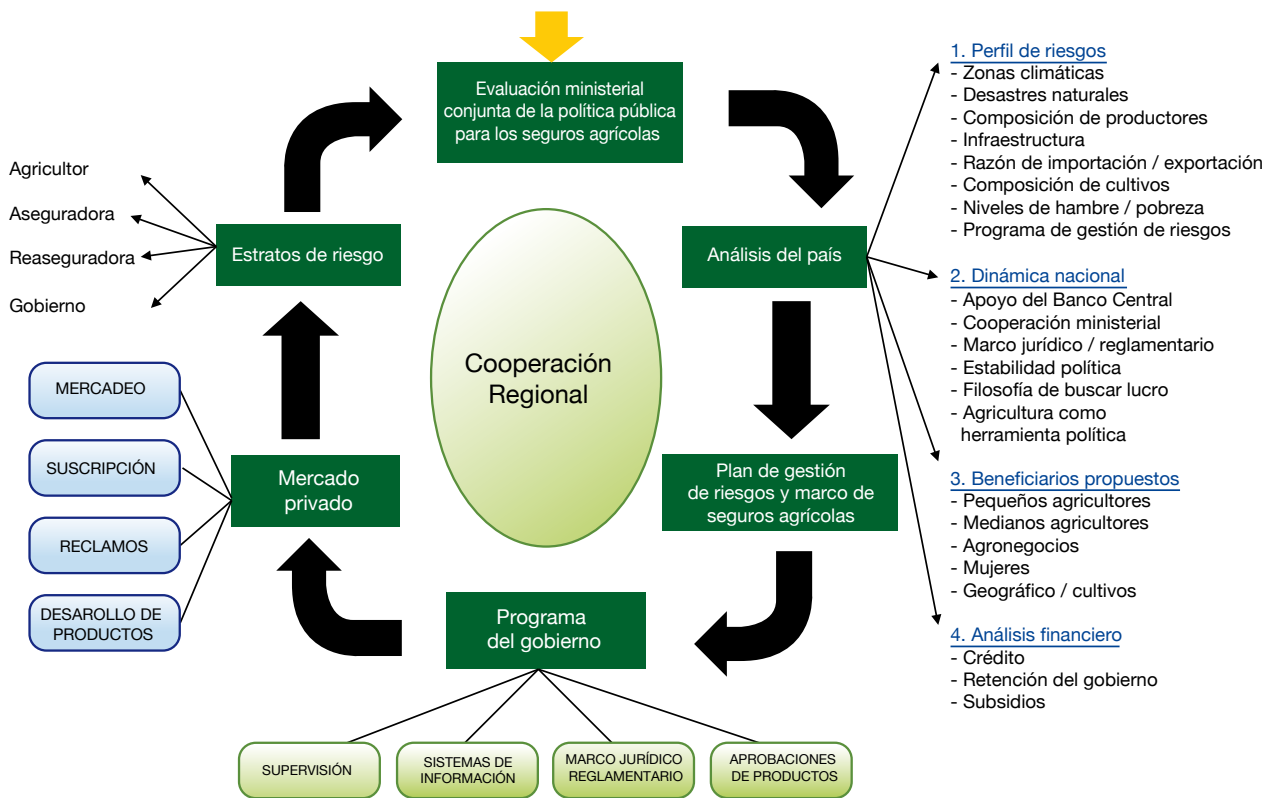 Evaluación ministerial
conjunta de la política pública
para los seguros agrícolas
Análisis del país
1. Perfil de riesgos
- Zonas climáticas
- Desastres naturales
- Composición de productores
- Infraestructura
- Razón de importación / exportación
- Composición de cultivos
- Niveles de hambre / pobreza
- Programa de gestión de riesgos
2. Dinámica nacional
- Apoyo del Banco Central
- Cooperación ministerial
- Marco jurídico / reglamentario
- Estabilidad política
- Filosofía de buscar lucro
- Agricultura como
herramienta política
3. Beneficiarios propuestos
- Pequeños agricultores
- Medianos agricultores
- Agronegocios
- Mujeres
- Geográfico / cultivos
4. Análisis financiero
- Crédito
- Retención del gobierno
- Subsidios
Plan de gestión
de riesgos y marco de
seguros agrícolas
Programa
del gobierno
SUPERVISIÓN
SISTEMAS DE
INFORMACIÓN
MARCO JURÍDICO
REGLAMENTARIO
APROBACIONES
DE PRODUCTOS
Mercado
privado
MERCADEO
SUSCRIPCIÓN
RECLAMOS
DESAROLLO DE
PRODUCTOS
Estratos de riesgo
Agricultor
Aseguradora
Reaseguradora
Gobierno
Cooperación
Regional